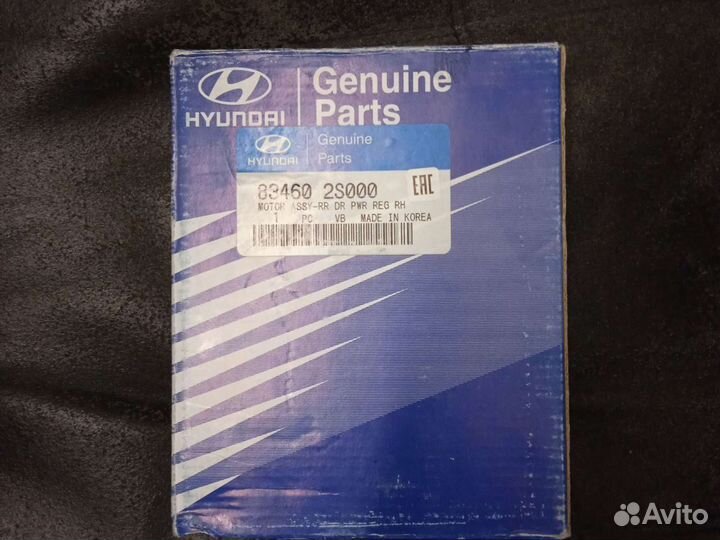 HYUNDAI
Genuine
Parts
HYUNDAI
Genuine
Parts
83460 2S000
EAC
MOTOR ASSY-RR DR PWR REG RH
1 PC VB MADE IN KOREA
Avito